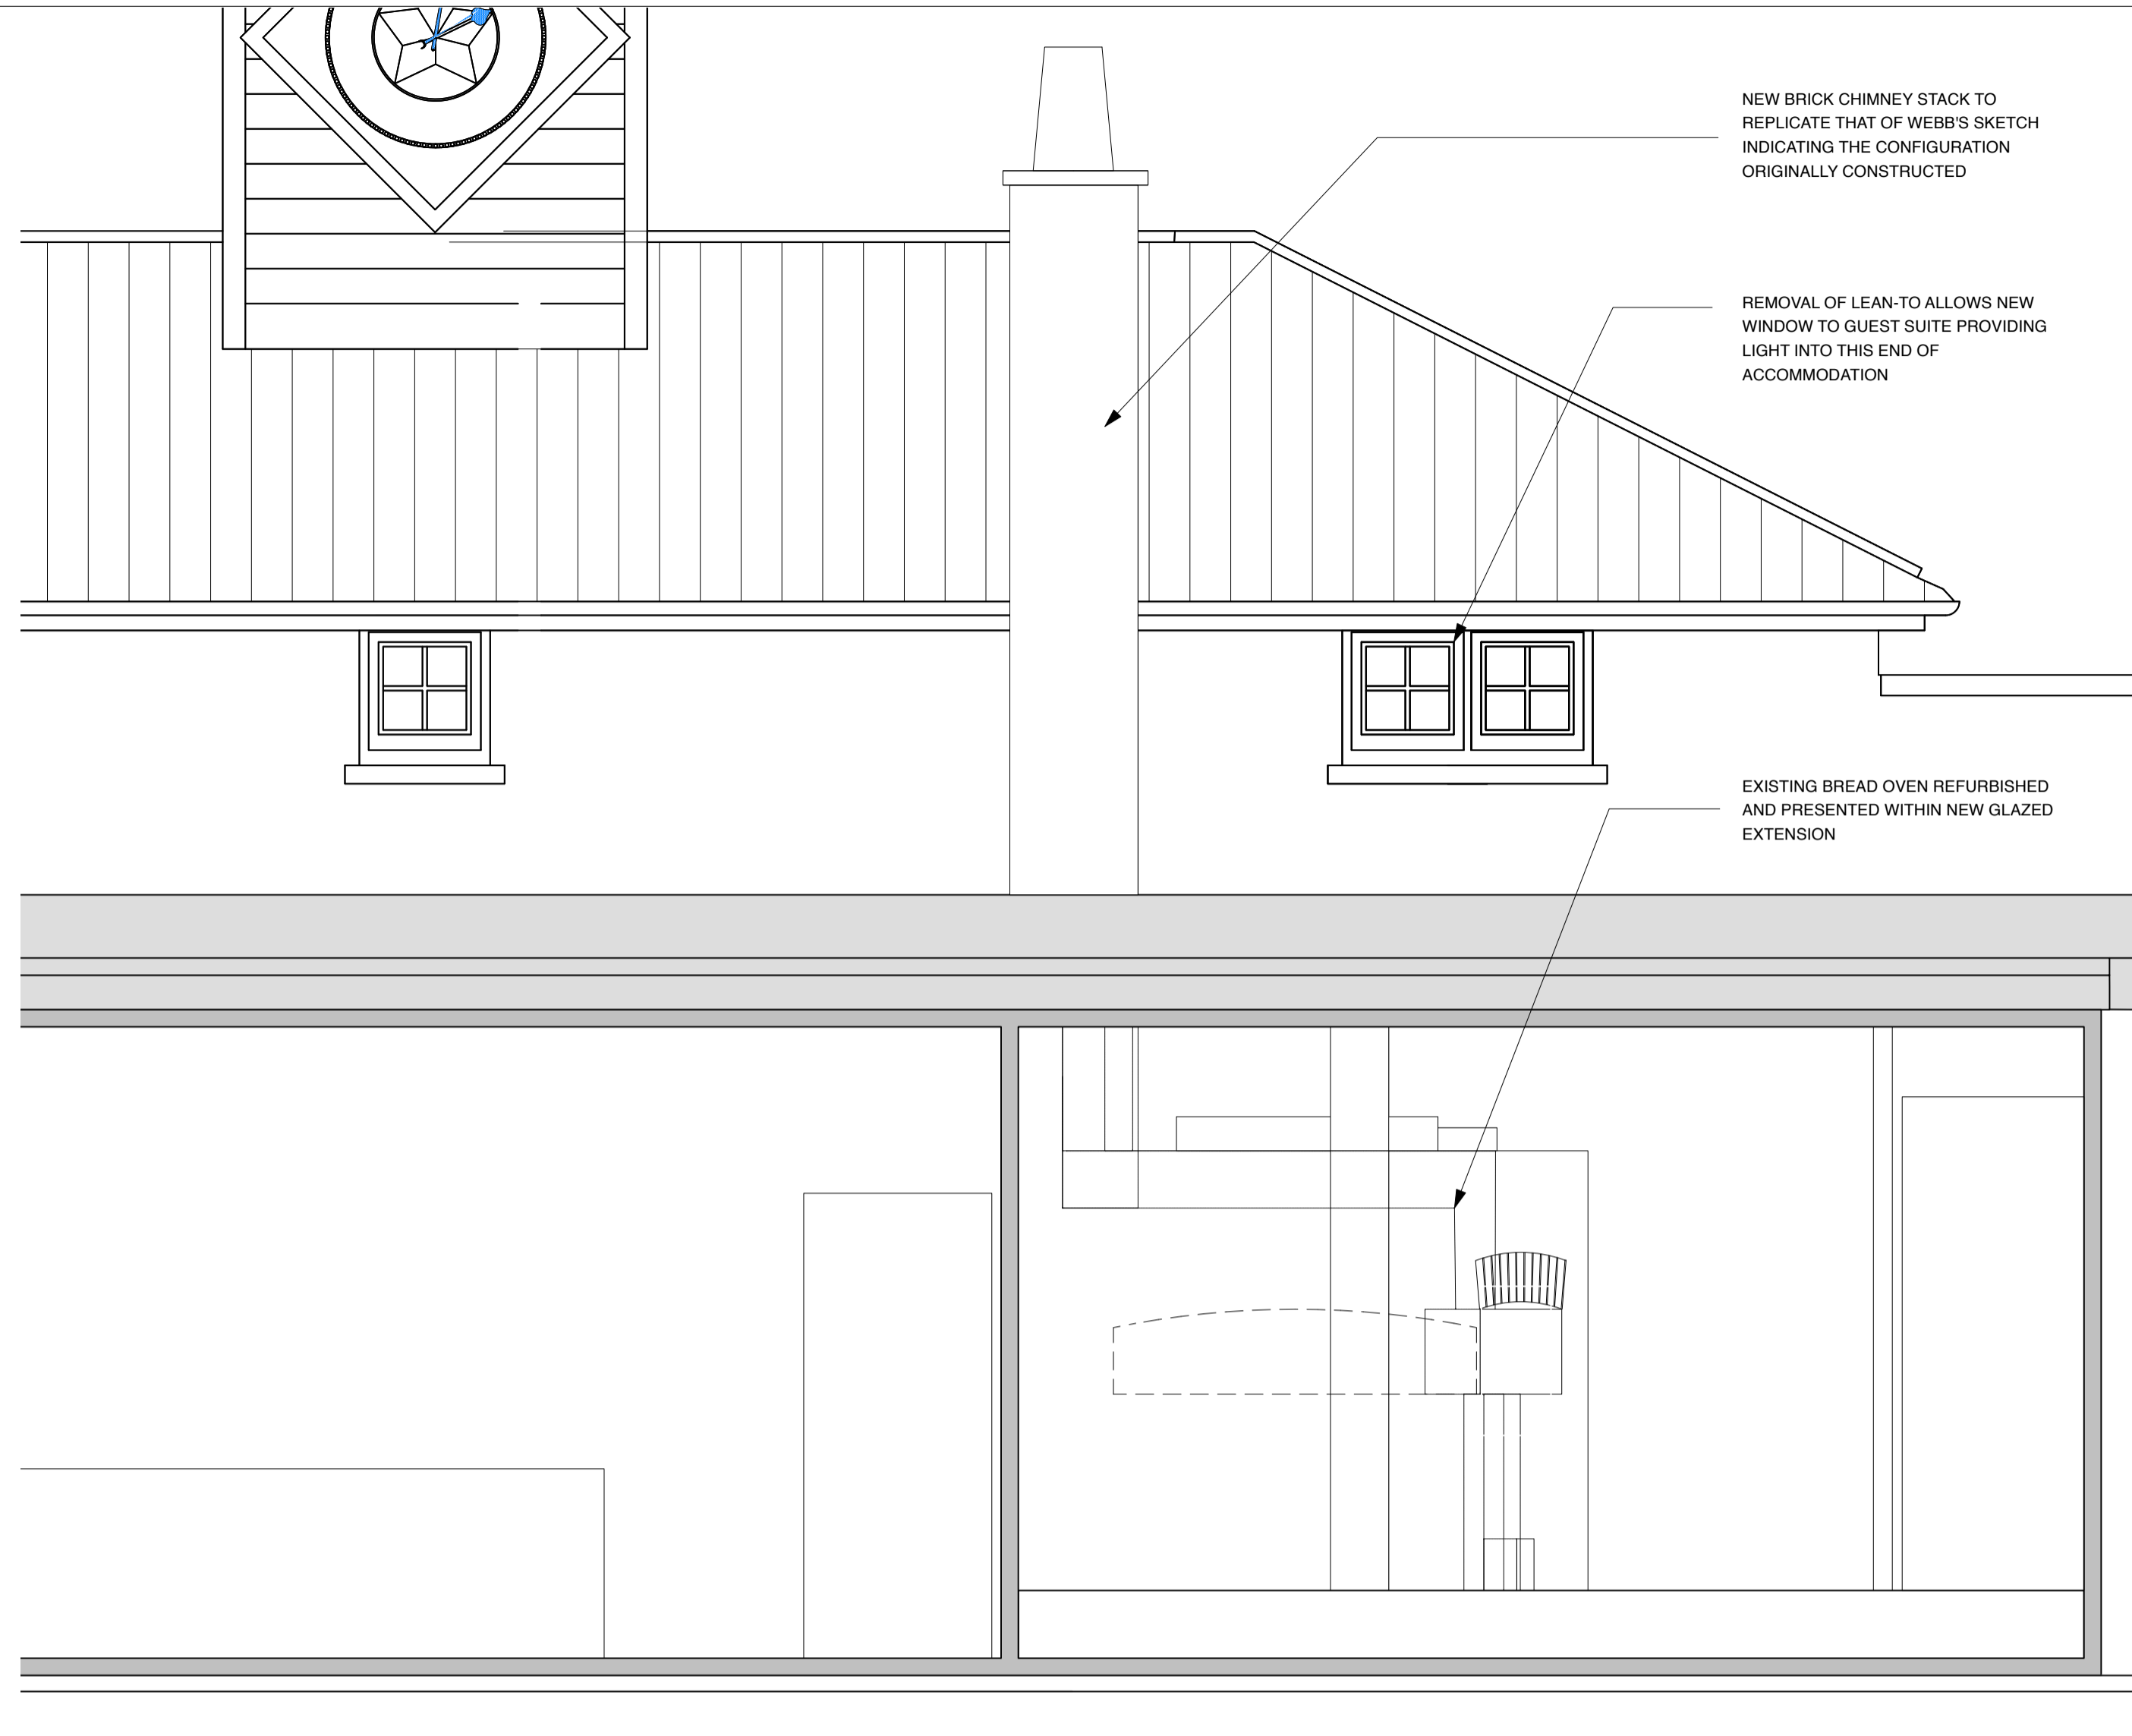 NEW BRICK CHIMNEY STACK TO
REPLICATE THAT OF WEBB'S SKETCH
INDICATING THE CONFIGURATION
ORIGINALLY CONSTRUCTED
REMOVAL OF LEAN-TO ALLOWS NEW
WINDOW TO GUEST SUITE PROVIDING
LIGHT INTO THIS END OF
ACCOMMODATION
EXISTING BREAD OVEN REFURBISHED
AND PRESENTED WITHIN NEW GLAZED
EXTENSION